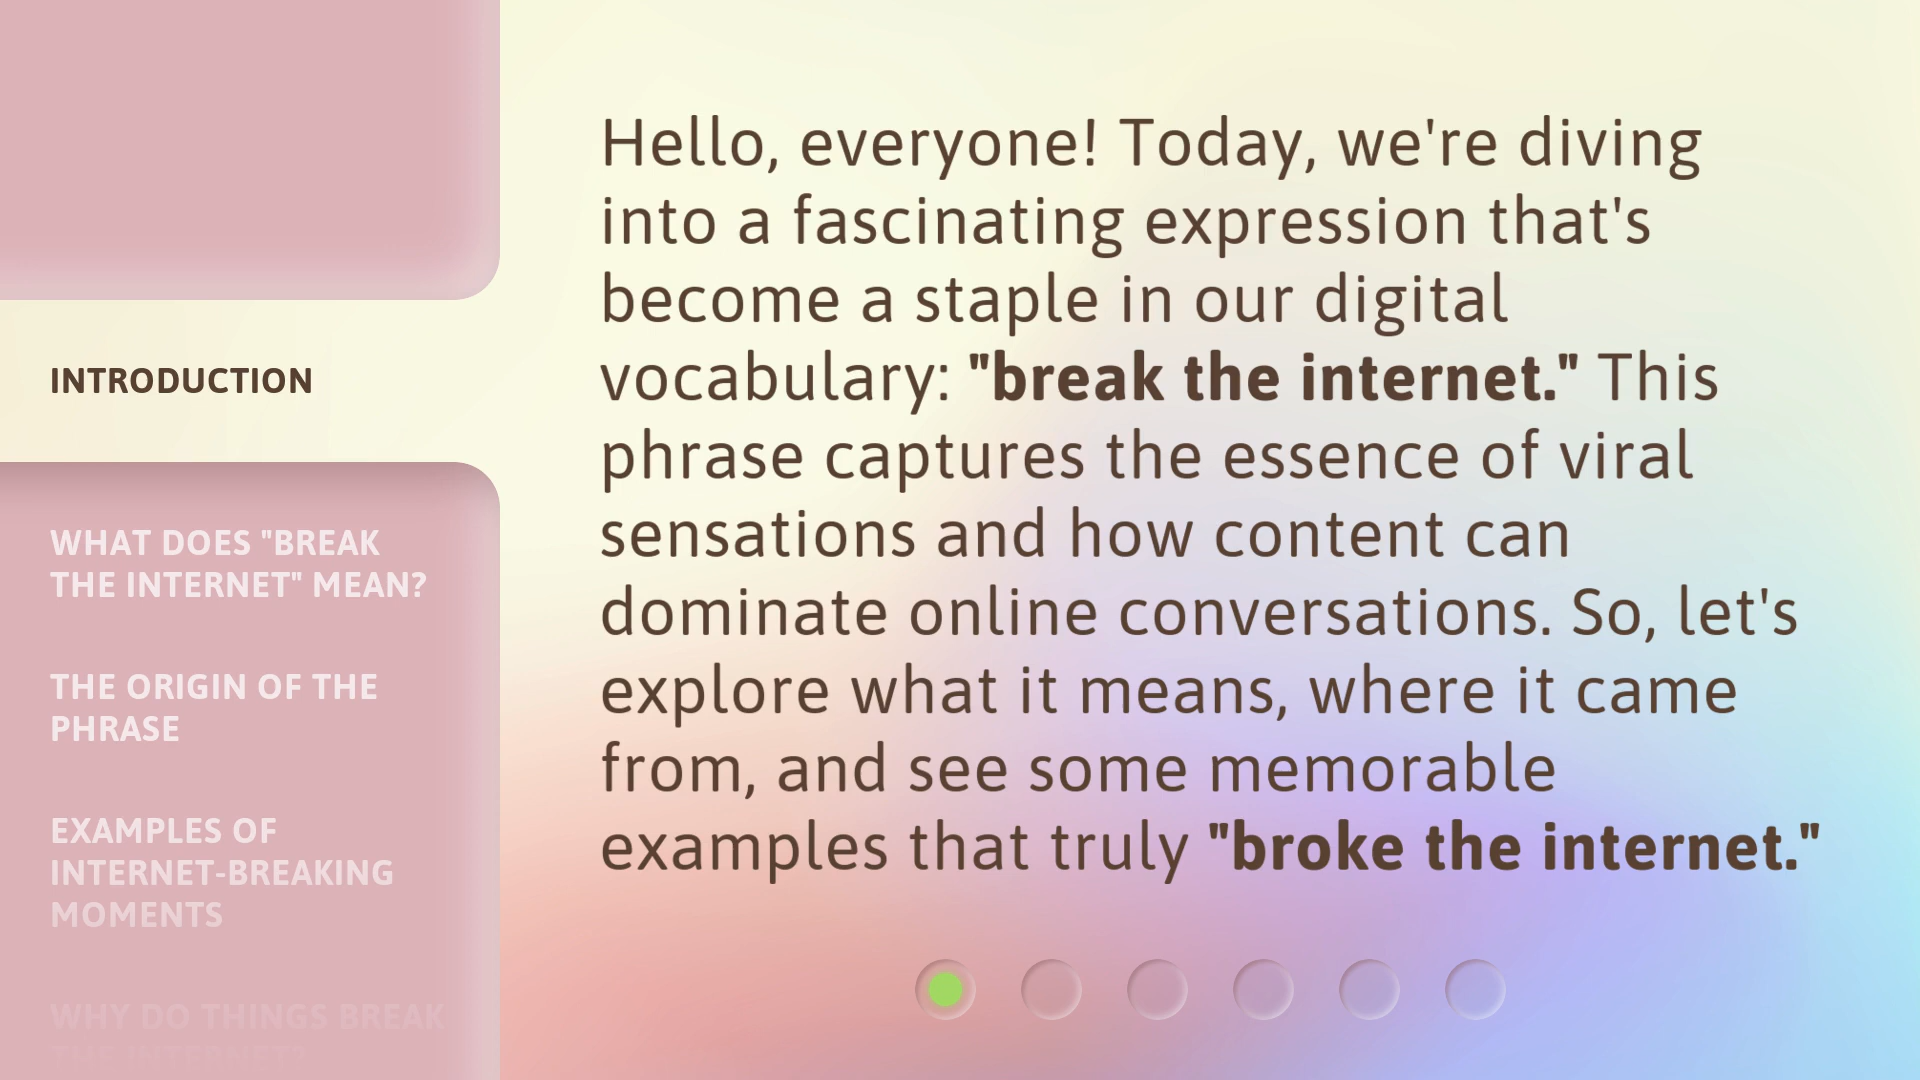 INTRODUCTION
WHAT DOES "BREAK
THE INTERNET" MEAN?
THE ORIGIN OF THE
PHRASE
EXAMPLES OF
INTERNET-BREAKING
MOMENTS
WHY DO THINGS BREAK
THE INTERNET?
Hello, everyone! Today, we're diving
into a fascinating expression that's
become a staple in our digital
vocabulary: "break the internet." This
phrase captures the essence of viral
sensations and how content can
dominate online conversations. So, let's
explore what it means, where it came
from, and see some memorable
examples that truly "broke the internet."